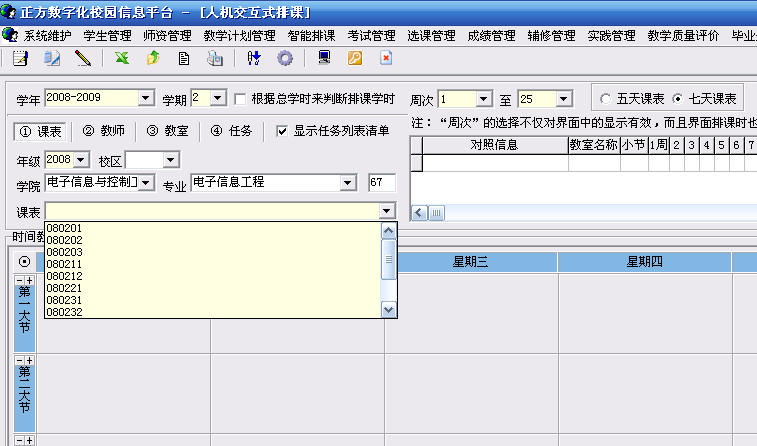 正方数字化校园信息平台 － [人机交互式排课]
系统维护 学生管理 师资管理 教学计划管理 智能排课 考试管理 选课管理 成绩管理 辅修管理 实践管理 教学质量评价 毕业
学年 2008-2009 学期 2 根据总学时来判断排课学时 周次 1 至 25 五天课表 七天课表
注：“周次”的选择不仅对界面中的显示有效，而且界面排课时也
① 课表 ② 教师 ③ 教室 ④ 任务 显示任务列表清单
对照信息 教室名称 小节 1周 2 3 4 5 6 7
年级 2008 校区
学院 电子信息与控制工 专业 电子信息工程 67
课表
080201
080202
080203
080211
080212
080221
080231
080232
时间教
星期三 星期四
- +
第一大节
- +
第二大节
- +